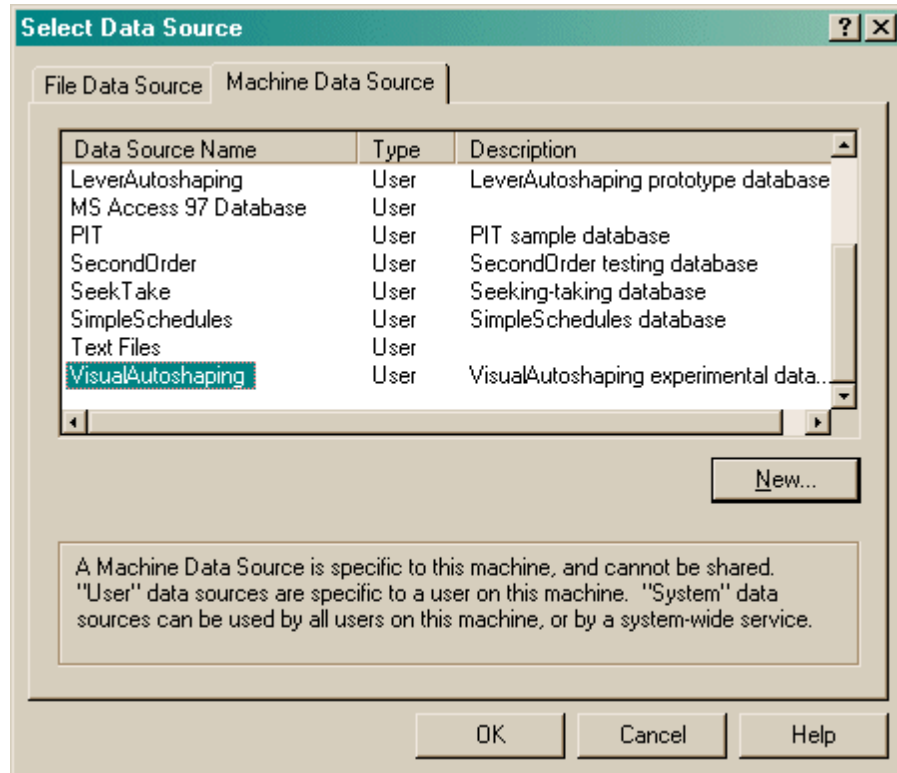 Select Data Source
File Data Source Machine Data Source
Data Source Name Type Description
LeverAutoshaping User LeverAutoshaping prototype database
MS Access 97 Database User
PIT User PIT sample database
SecondOrder User SecondOrder testing database
SeekTake User Seeking-taking database
SimpleSchedules User SimpleSchedules database
Text Files User
VisualAutoshaping User VisualAutoshaping experimental data...
New...
A Machine Data Source is specific to this machine, and cannot be shared.
"User" data sources are specific to a user on this machine. "System" data
sources can be used by all users on this machine, or by a system-wide service.
OK Cancel Help